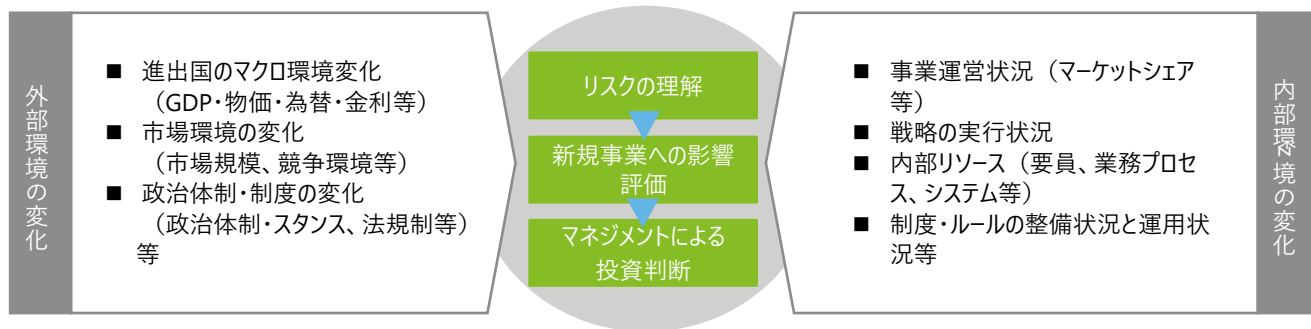 外部環境の変化
■ 進出国のマクロ環境変化
（GDP・物価・為替・金利等）
■ 市場環境の変化
（市場規模、競争環境等）
■ 政治体制・制度の変化
（政治体制・スタンス、法規制等）
等
リスクの理解
新規事業への影響
評価
マネジメントによる
投資判断
■ 事業運営状況（マーケットシェア
等）
■ 戦略の実行状況
■ 内部リソース（要員、業務プロセ
ス、システム等）
■ 制度・ルールの整備状況と運用状
況等
内部環境の変化